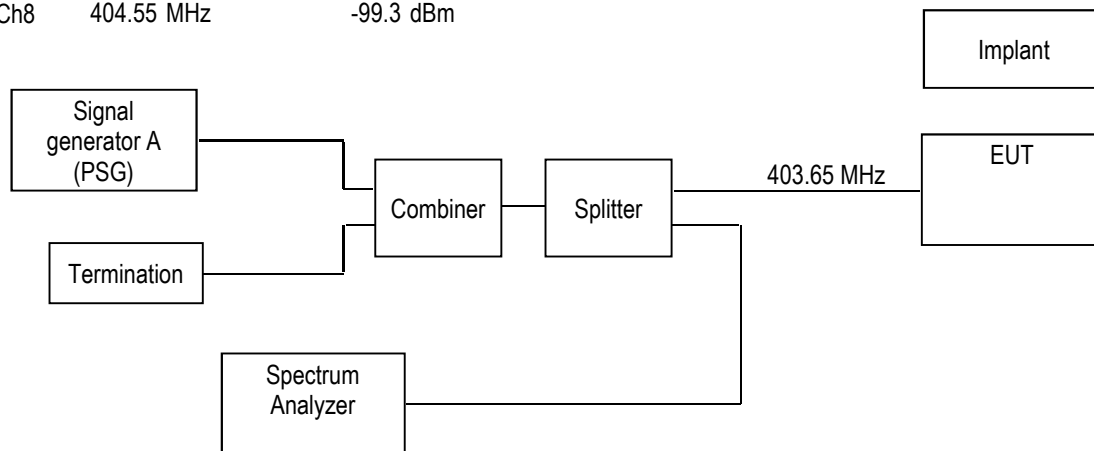 Ch8 404.55 MHz -99.3 dBm
Implant
Signal
generator A
(PSG)
EUT
403.65 MHz
Combiner
Splitter
Termination
Spectrum
Analyzer